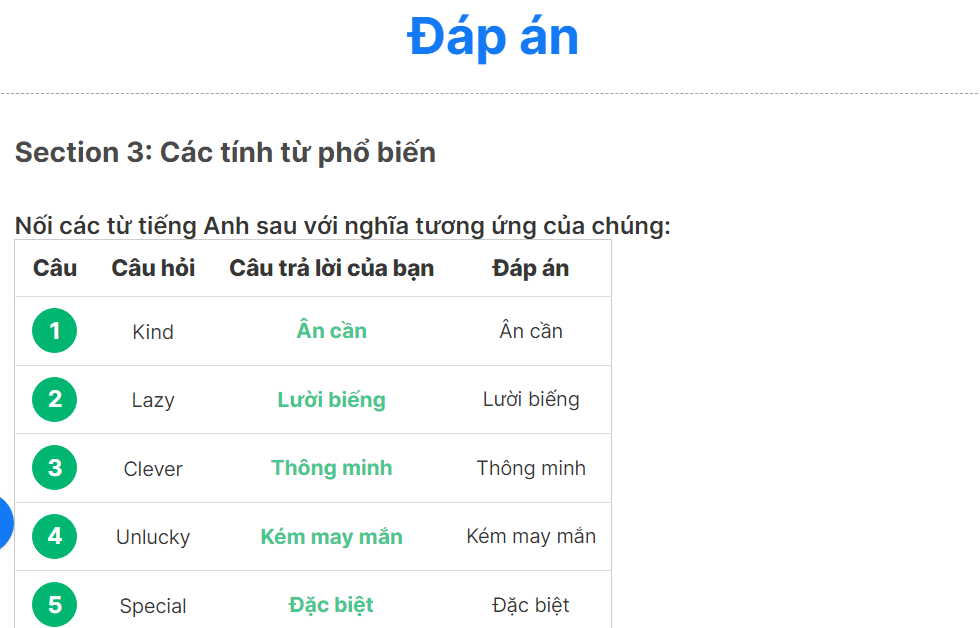 Đáp án
Section 3: Các tính từ phổ biến
Nối các từ tiếng Anh sau với nghĩa tương ứng của chúng:
Câu Câu hỏi Câu trả lời của bạn Đáp án
1 Kind Ân cần Ân cần
2 Lazy Lười biếng Lười biếng
3 Clever Thông minh Thông minh
4 Unlucky Kém may mắn Kém may mắn
5 Special Đặc biệt Đặc biệt